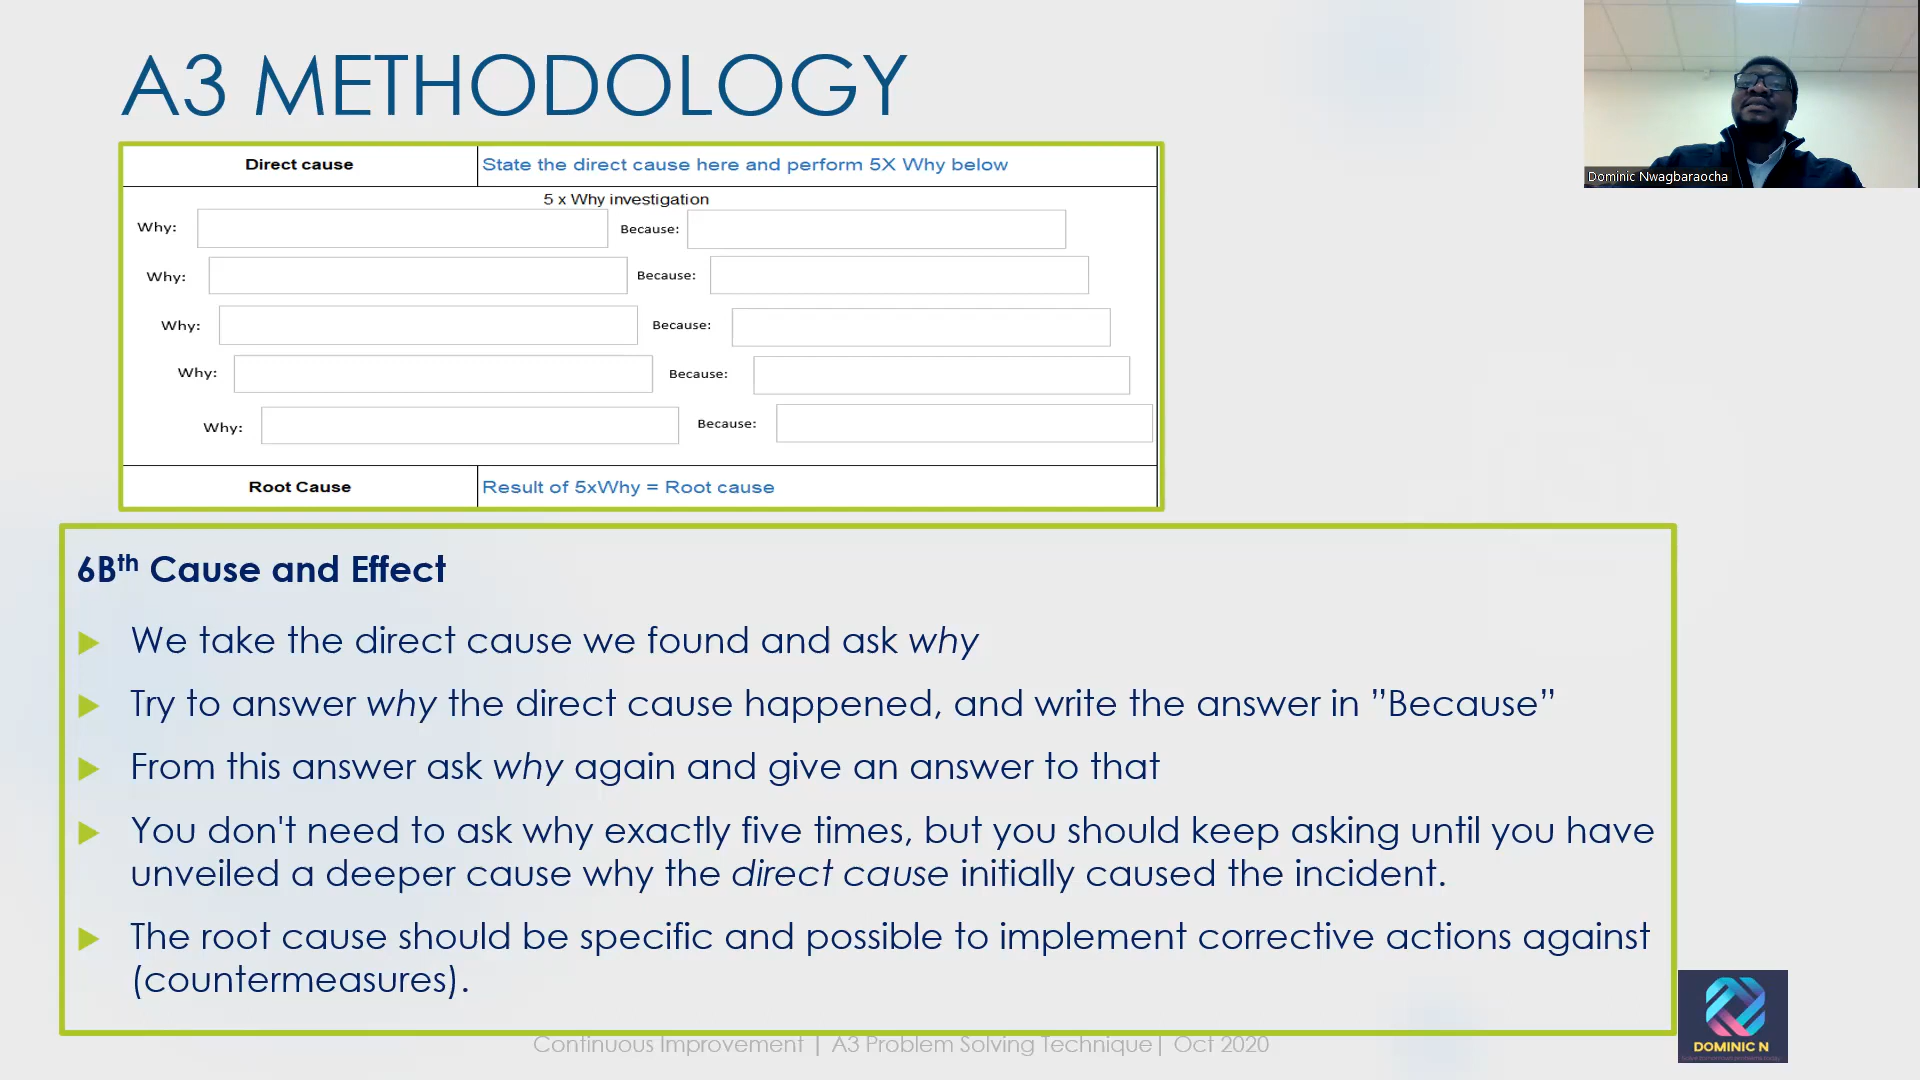 A3 METHODOLOGY
Dominic Nwagbaraocha
Direct cause State the direct cause here and perform 5X Why below
5 x Why investigation
Why: Because:
Why: Because:
Why: Because:
Why: Because:
Why: Because:
Root Cause Result of 5xWhy = Root cause
6Bth Cause and Effect
We take the direct cause we found and ask why
Try to answer why the direct cause happened, and write the answer in ”Because”
From this answer ask why again and give an answer to that
You don't need to ask why exactly five times, but you should keep asking until you have
unveiled a deeper cause why the direct cause initially caused the incident.
The root cause should be specific and possible to implement corrective actions against
(countermeasures).
Continuous Improvement | A3 Problem Solving Technique| Oct 2020
DOMINIC N